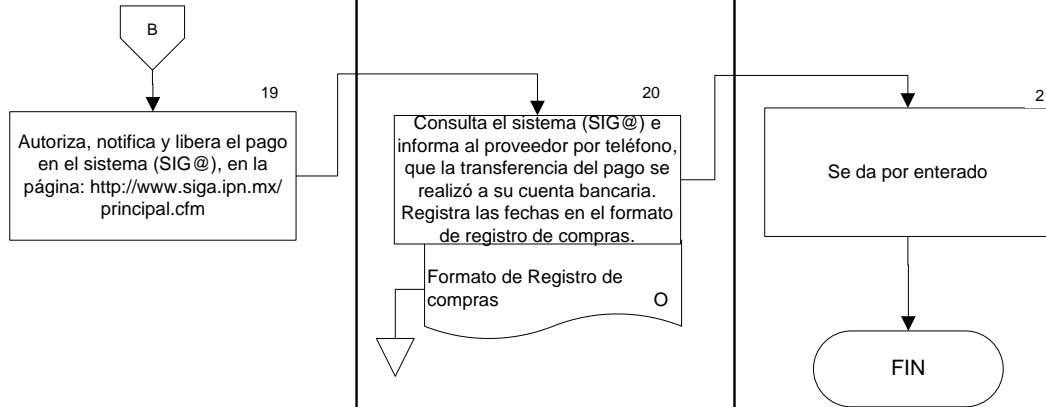 B
19
Autoriza, notifica y libera el pago
en el sistema (SIG@), en la
página: http://www.siga.ipn.mx/
principal.cfm
20
Consulta el sistema (SIG@) e
informa al proveedor por teléfono,
que la transferencia del pago se
realizó a su cuenta bancaria.
Registra las fechas en el formato
de registro de compras.
Formato de Registro de
compras O
2
Se da por enterado
FIN